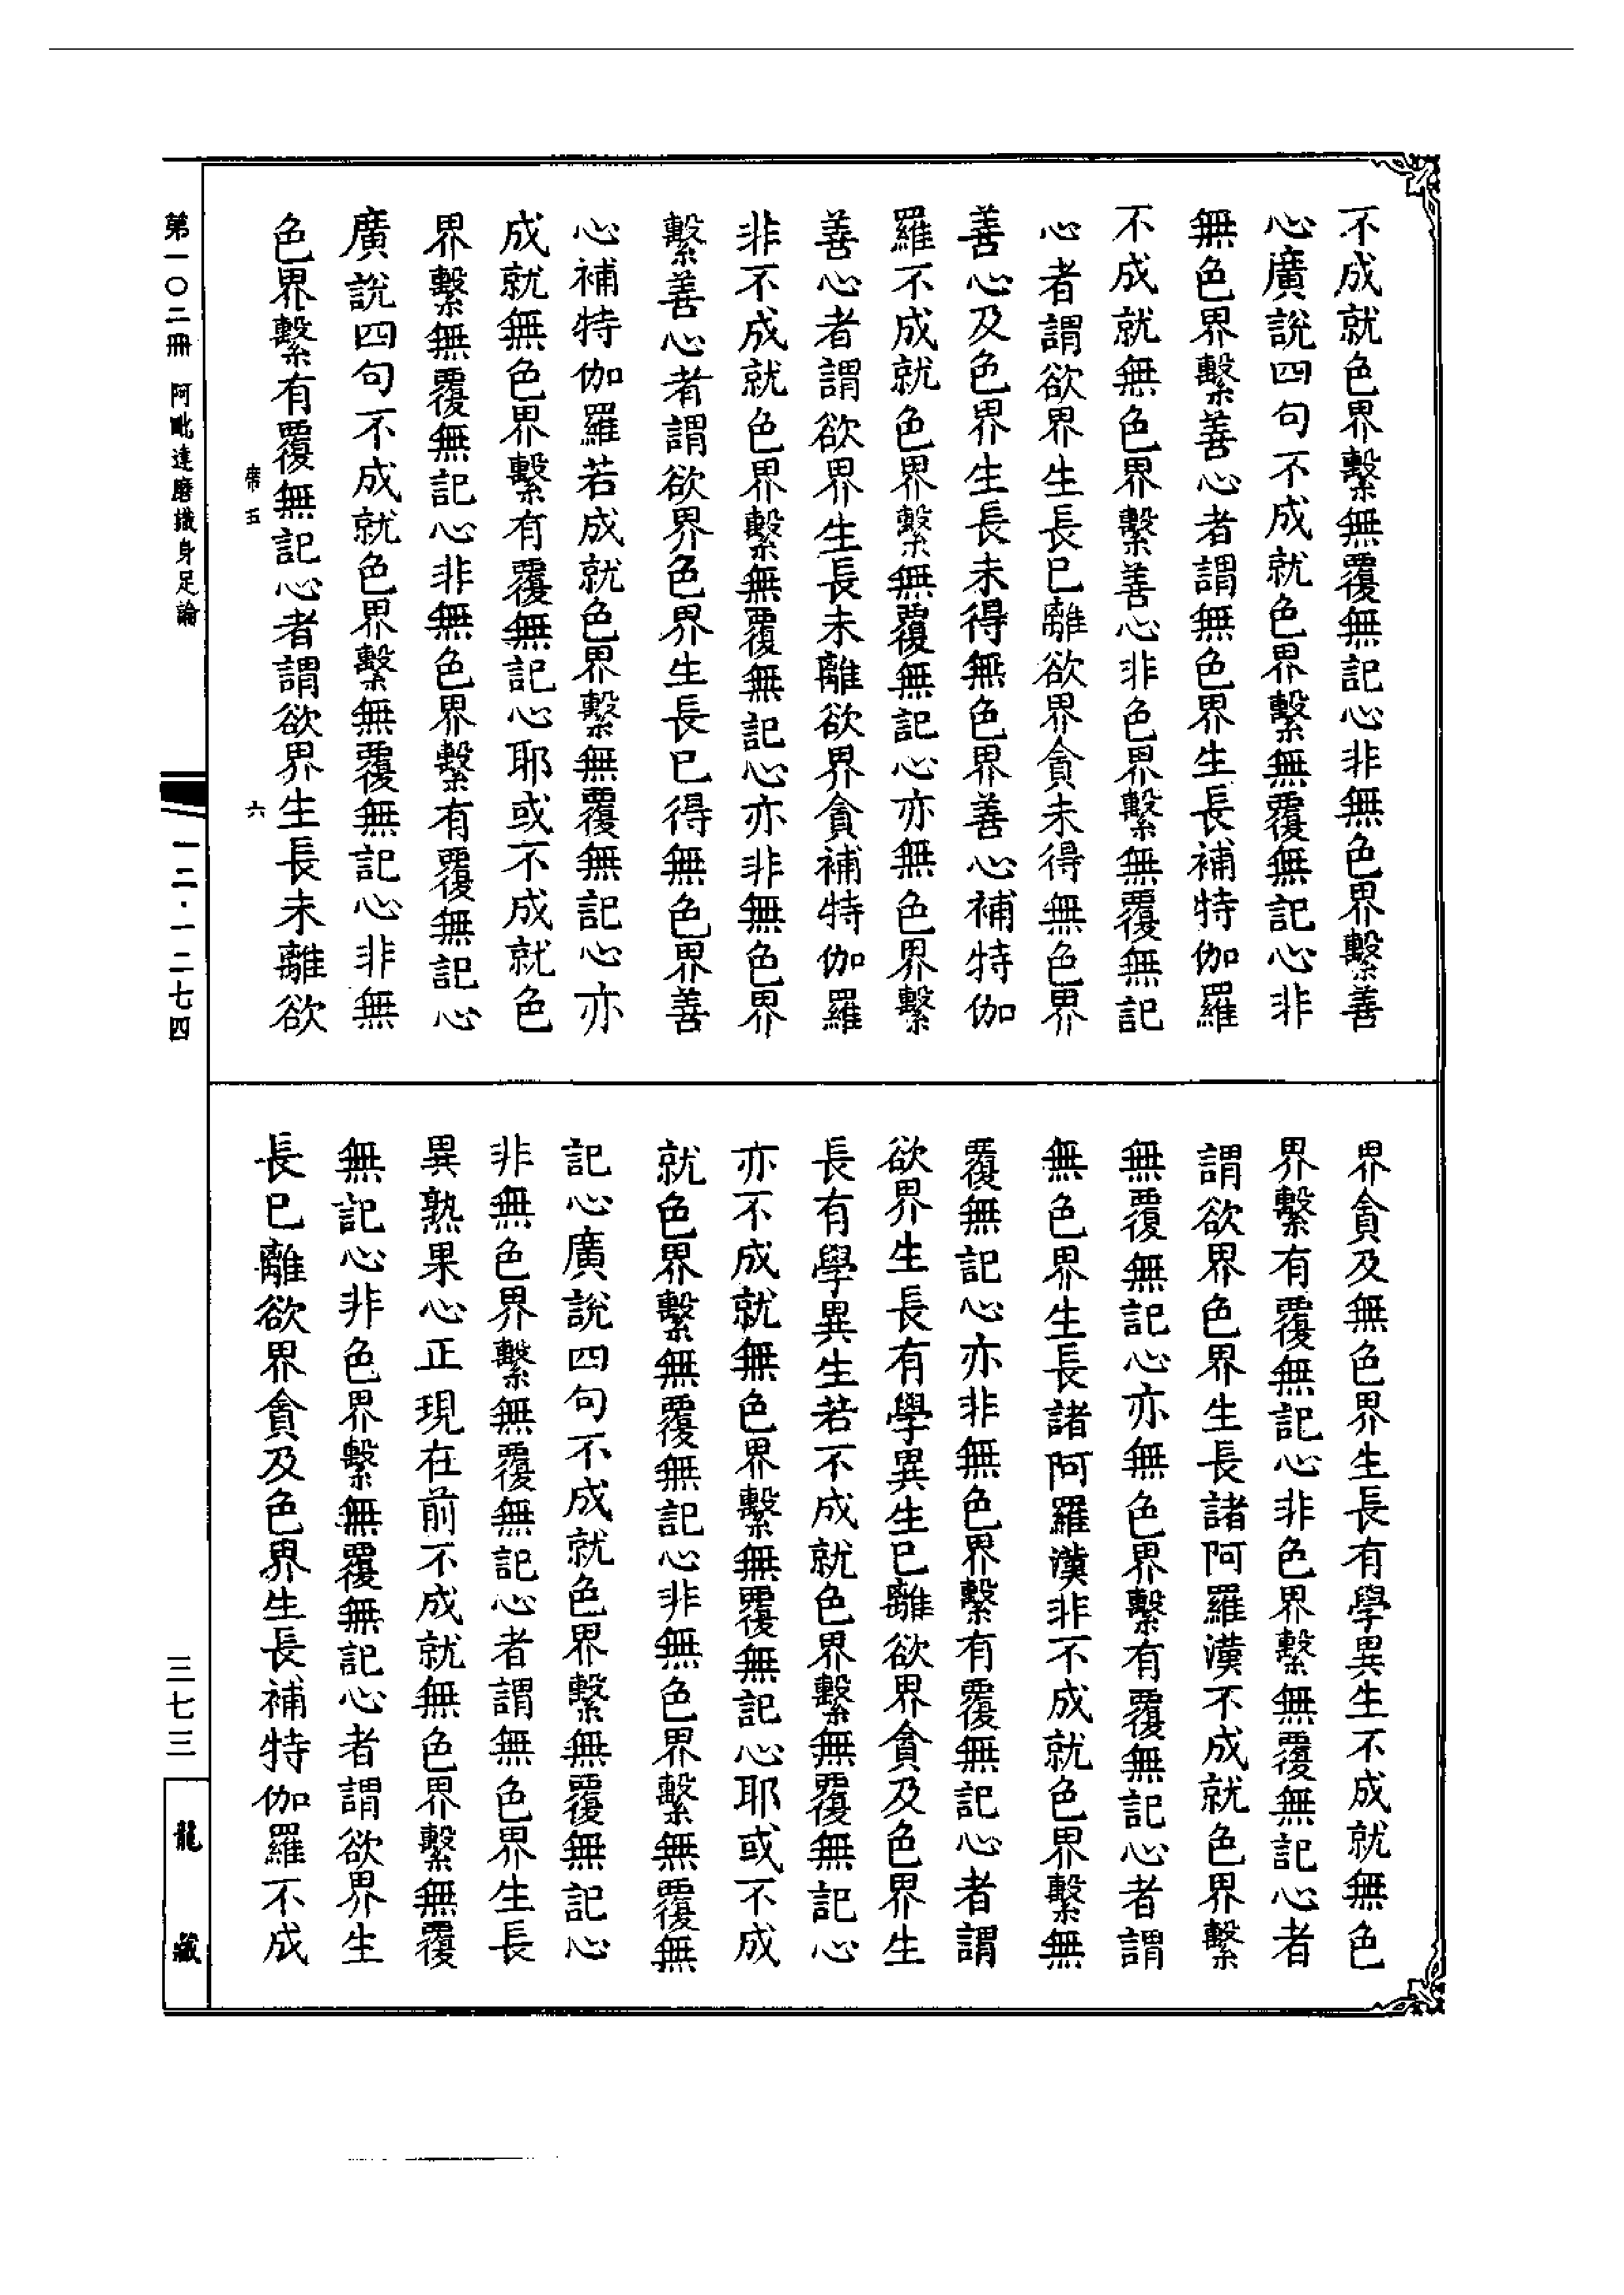 不成就色界繫無覆無記心非無色界繫善
心廣說四句不成就色界繫無覆無記心非
無色界繫善心者謂無色界生長補特伽羅
不成就無色界繫善心非色界繫無覆無記
心者謂欲界生長已離欲界貪未得無色界
善心及色界生長未得無色界善心補特伽
羅不成就色界繫無覆無記心亦無色界繫
善心者謂欲界生長未離欲界貪補特伽羅
非不成就色界繫無覆無記心亦非無色界
繫善心者謂欲界色界生長已得無色界善
心補特伽羅若成就色界繫無覆無記心亦
成就無色界繫有覆無記心耶或不成就色
界繫無覆無記心非無色界繫有覆無記心
廣說四句不成就色界繫無覆無記心非無
色界繫有覆無記心者謂欲界生長未離欲
席五 六
界貪及無色界生長有學異生不成就無色
界繫有覆無記心非色界繫無覆無記心者
謂欲界色界生長諸阿羅漢不成就色界繫
無覆無記心亦無色界繫有覆無記心者謂
無色界生長諸阿羅漢非不成就色界繫無
覆無記心亦非無色界繫有覆無記心者謂
欲界生長有學異生已離欲界貪及色界生
長有學異生若不成就色界繫無覆無記心
亦不成就無色界繫無覆無記心耶或不成
就色界繫無覆無記心非無色界繫無覆無
記心廣說四句不成就色界繫無覆無記心
非無色界繫無覆無記心者謂無色界生長
異熟果心正現在前不成就無色界繫無覆
無記心非色界繫無覆無記心者謂欲界生
長已離欲界貪及色界生長補特伽羅不成
第一〇二冊 阿毗達磨識身足論
一二·一二七四
三七三
龍藏